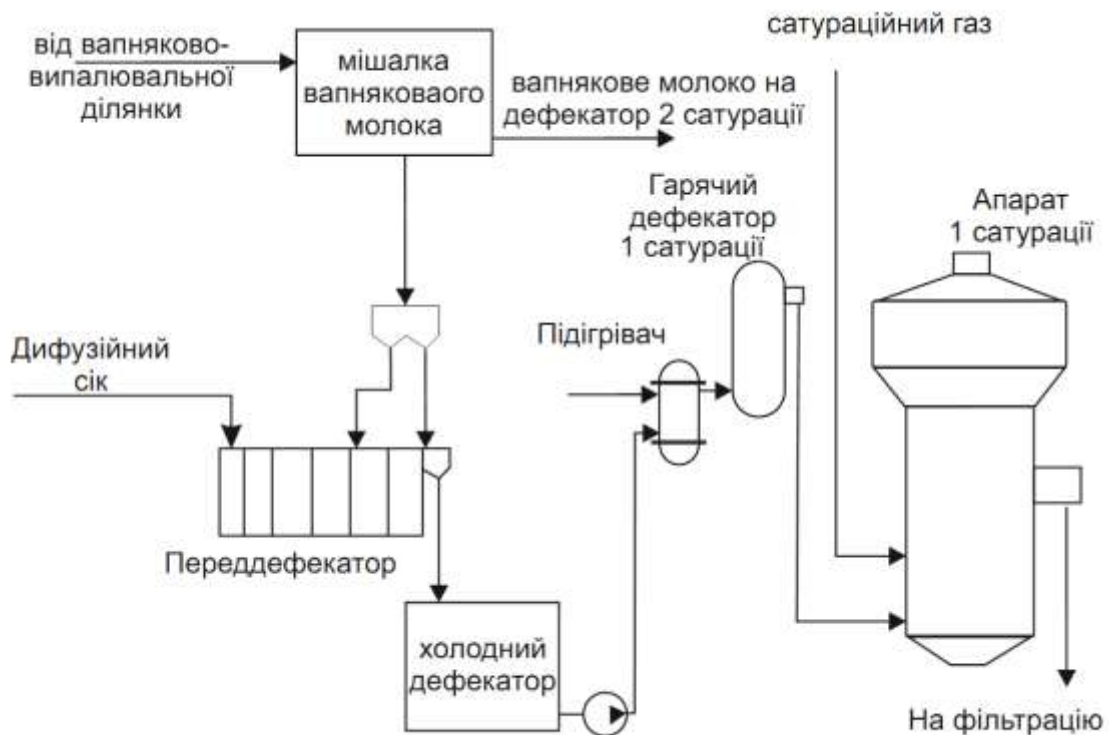 від вапняково-
випалювальної
ділянки
мішалка
вапняковаого
молока
вапнякове молоко на
дефекатор 2 сатурації
сатураційний газ
Гарячий
дефекатор
1 сатурації
Апарат
1 сатурації
Дифузійний
сік
Підігрівач
Переддефекатор
холодний
дефекатор
На фільтрацію